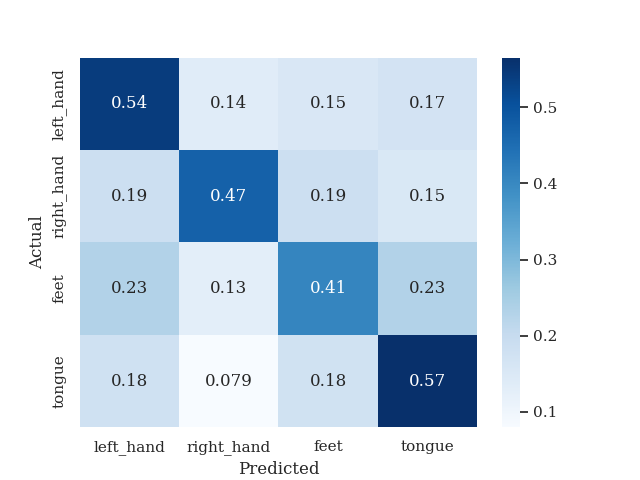 Actual
left_hand 0.54 0.14 0.15 0.17
right_hand 0.19 0.47 0.19 0.15
feet 0.23 0.13 0.41 0.23
tongue 0.18 0.079 0.18 0.57
left_hand right_hand feet tongue
Predicted
0.5
0.4
0.3
0.2
0.1